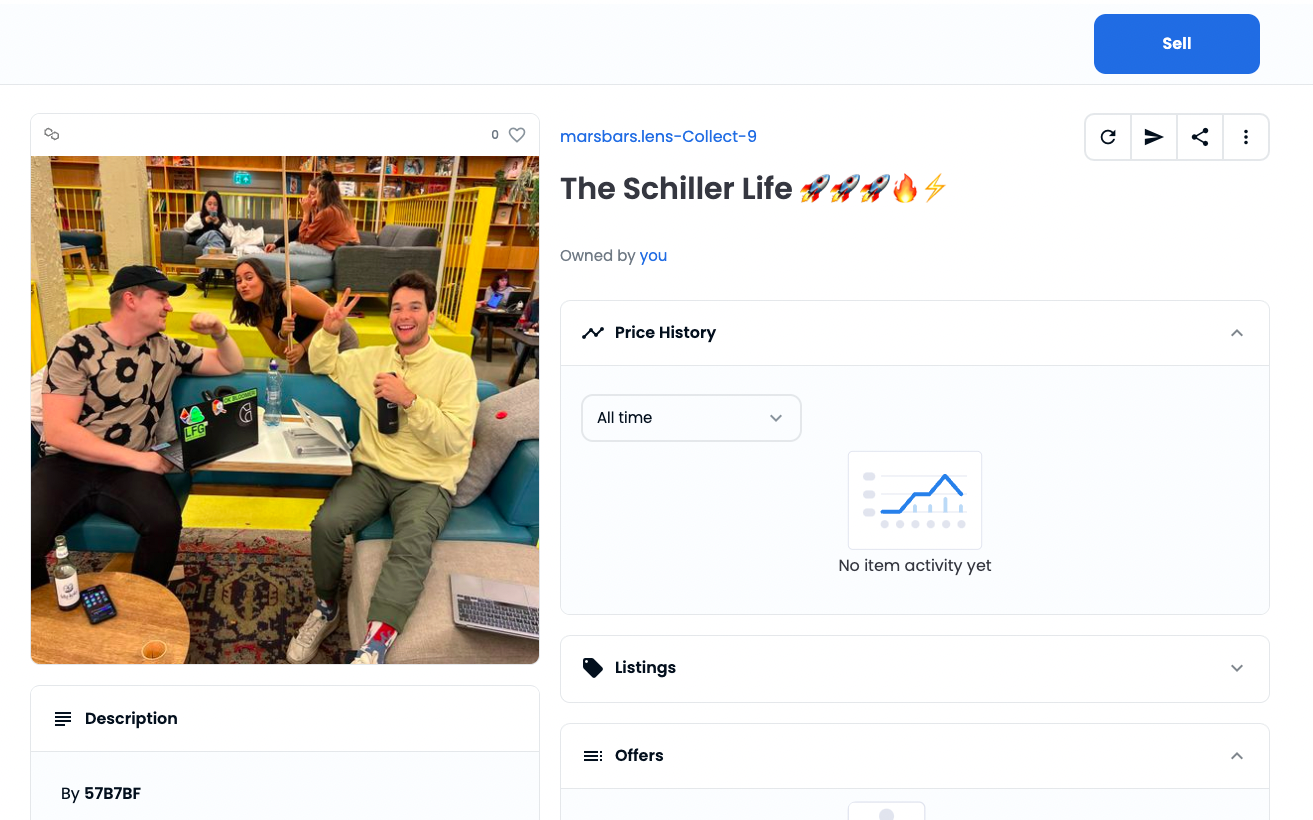 Sell
0
marsbars.lens-Collect-9
The Schiller Life 🚀🚀🚀🔥⚡
Owned by you
Price History
All time
No item activity yet
LFG
Listings
Description
Offers
By 57B7BF